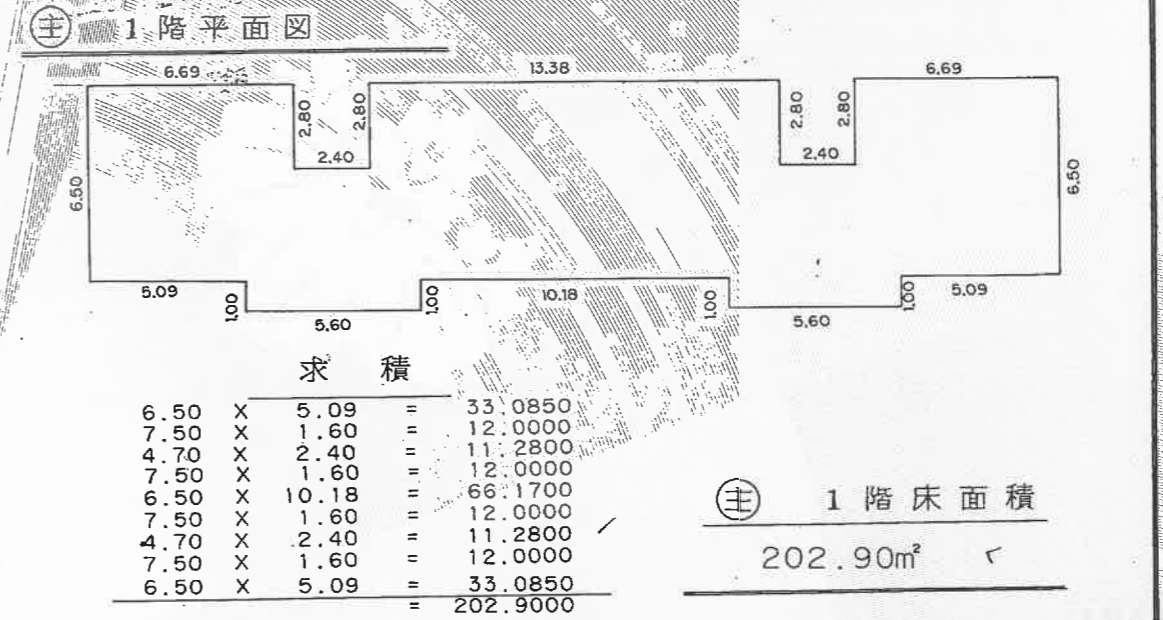 主 1階平面図
6.69 13.38 6.69
2.80 2.80 2.80 2.80
2.40 2.40
6.50 6.50
5.09 1.00 1.00 10.18 1.00 1.00 5.09
5.60 5.60
求 積
6.50 X 5.09 = 33.0850
7.50 X 1.60 = 12.0000
4.70 X 2.40 = 11.2800
7.50 X 1.60 = 12.0000
6.50 X 10.18 = 66.1700
7.50 X 1.60 = 12.0000
4.70 X 2.40 = 11.2800
7.50 X 1.60 = 12.0000
6.50 X 5.09 = 33.0850
= 202.9000
主 1階床面積
202.90㎡